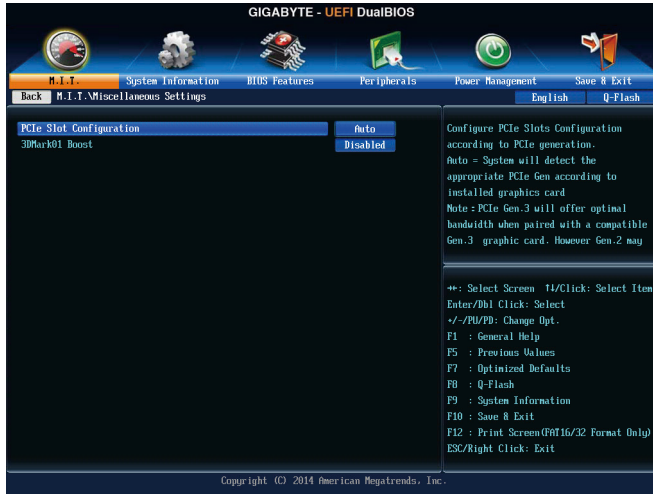 GIGABYTE - UEFI DualBIOS
M.I.T. System Information BIOS Features Peripherals Power Management Save & Exit
Back M.I.T.\Miscellaneous Settings English Q-Flash
PCIe Slot Configuration Auto
3DMark01 Boost Disabled
Configure PCIe Slots Configuration
according to PCIe generation.
Auto = System will detect the
appropriate PCIe Gen according to
installed graphics card
Note : PCIe Gen.3 will offer optimal
bandwidth when paired with a compatible
Gen.3 graphic card. However Gen.2 may
→←: Select Screen ↑↓/Click: Select Item
Enter/Dbl Click: Select
+/-/PU/PD: Change Opt.
F1 : General Help
F5 : Previous Values
F7 : Optimized Defaults
F8 : Q-Flash
F9 : System Information
F10 : Save & Exit
F12 : Print Screen(FAT16/32 Format Only)
ESC/Right Click: Exit
Copyright (C) 2014 American Megatrends, Inc.